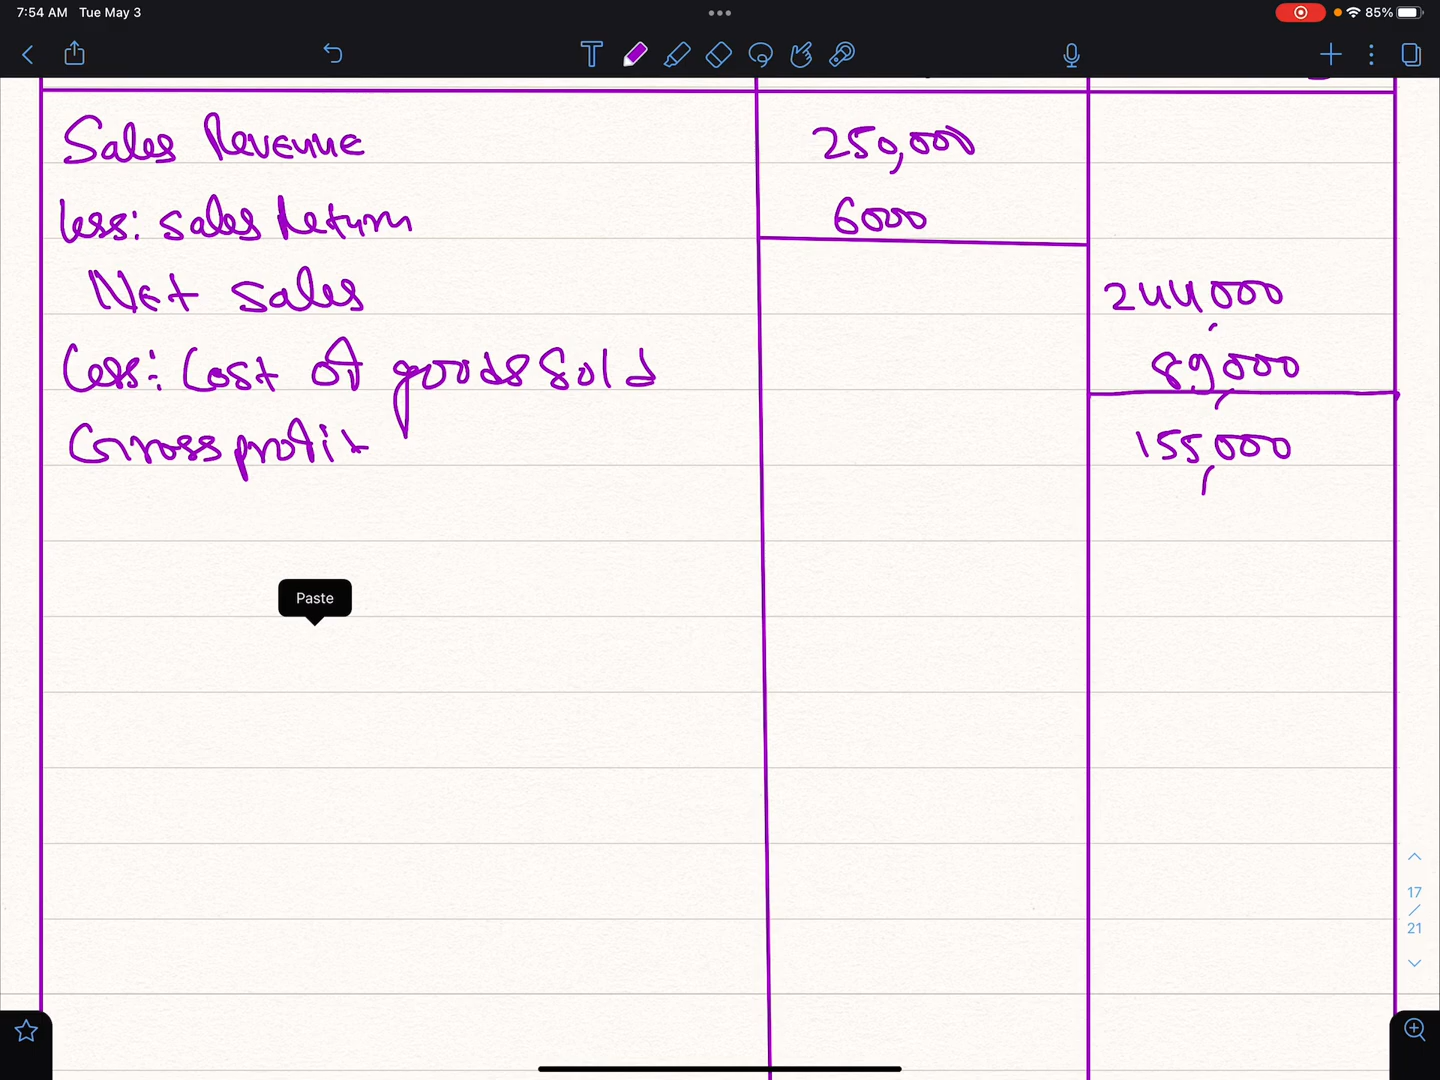 7:54 AM Tue May 3
85%
Sales Revenue 250,000
less: sales Return 6000
Net sales 244,000
Less: Cost of goods sold 89,000
Gross profit 155,000
Paste
17
/
21